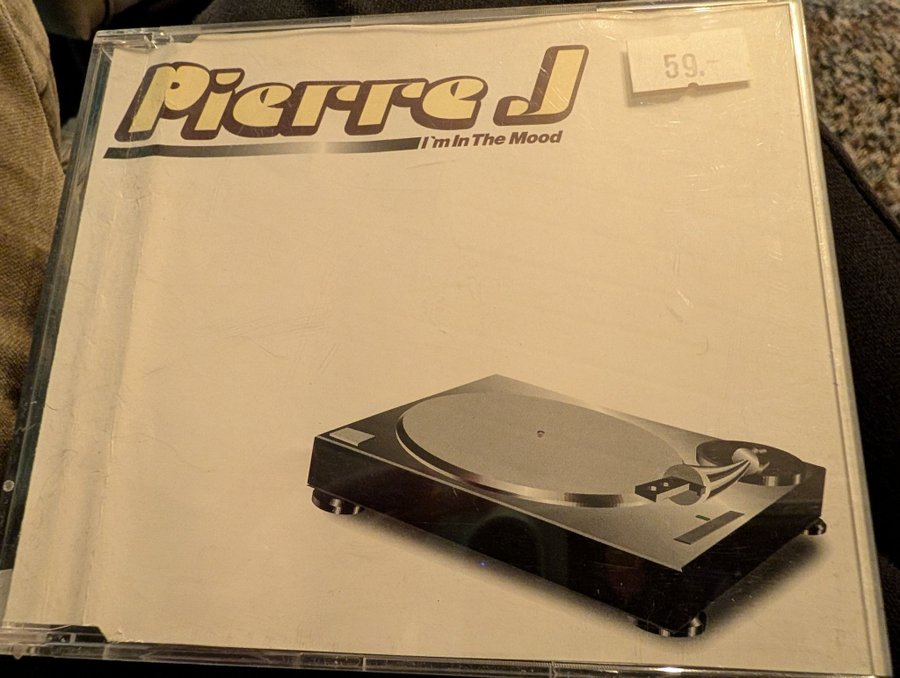 Pierre J
59.-
I`m In The Mood